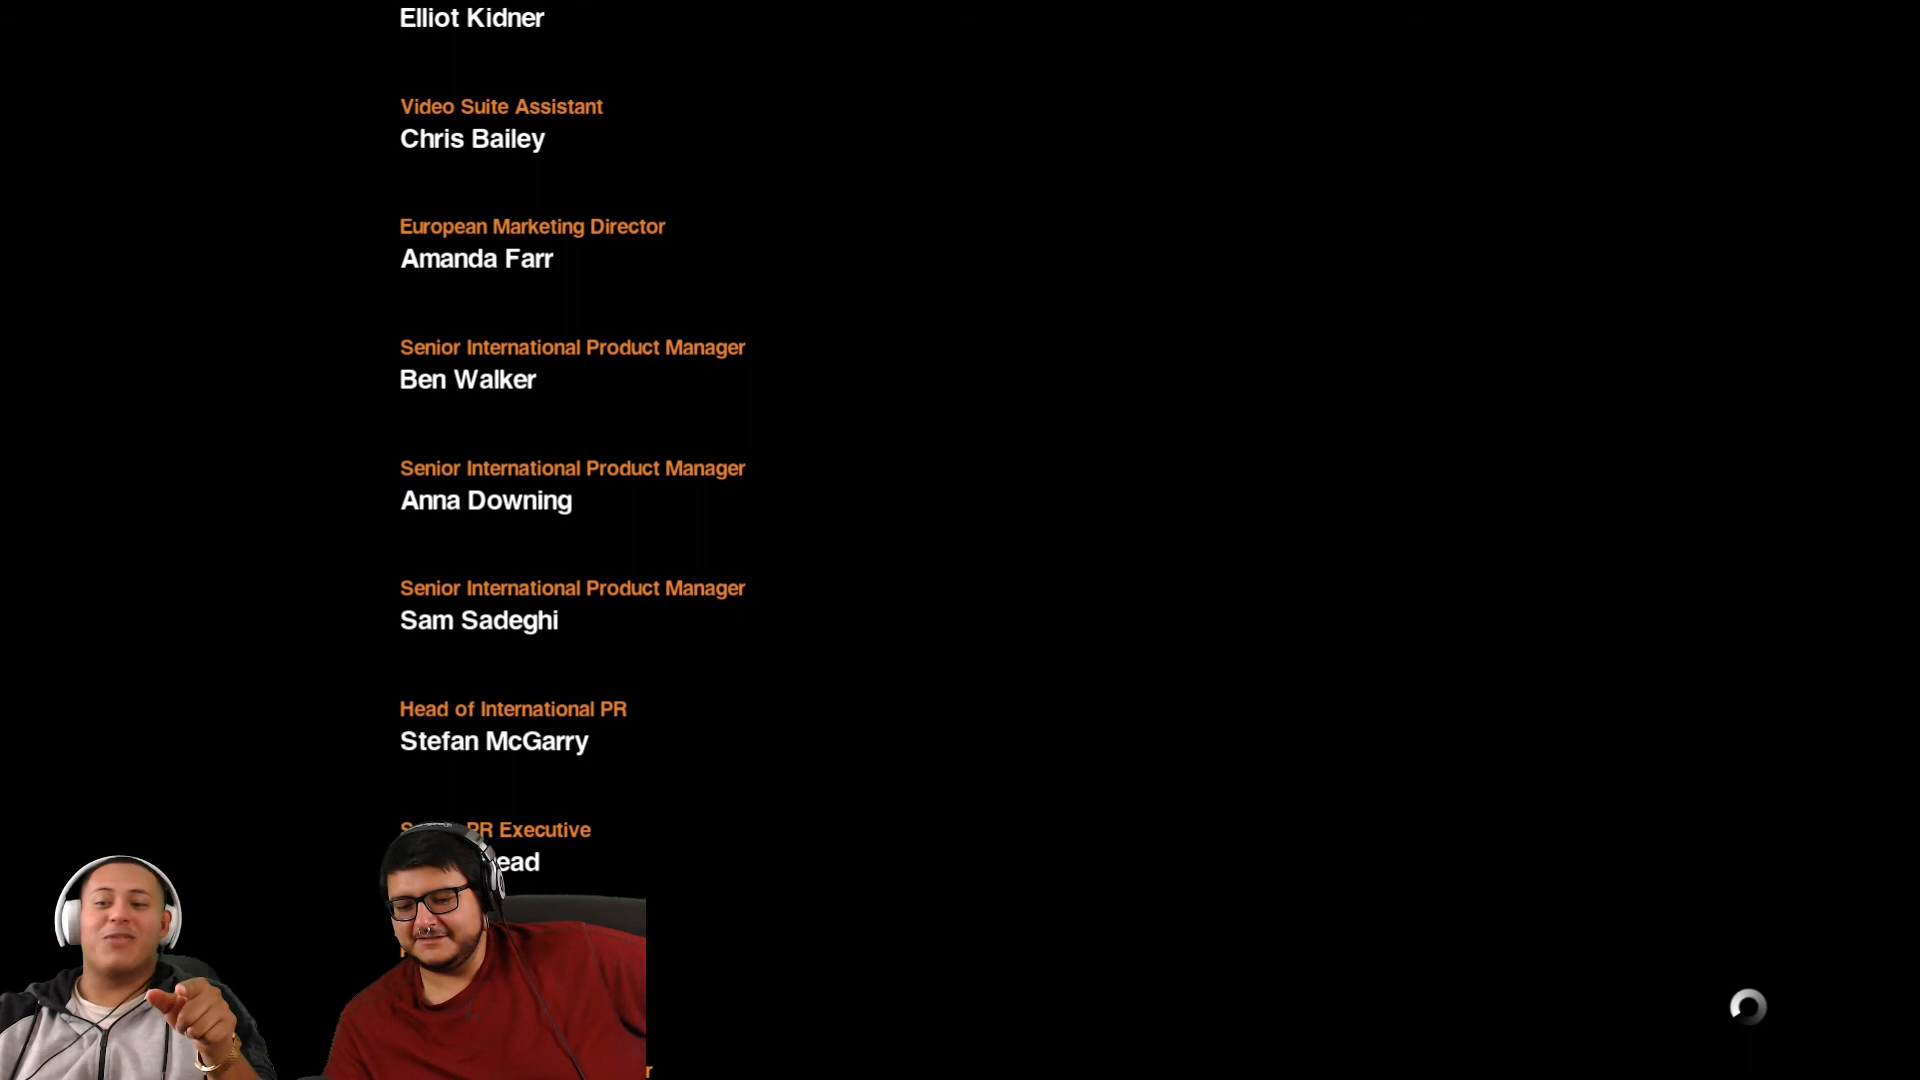 Elliot Kidner
Video Suite Assistant
Chris Bailey
European Marketing Director
Amanda Farr
Senior International Product Manager
Ben Walker
Senior International Product Manager
Anna Downing
Senior International Product Manager
Sam Sadeghi
Head of International PR
Stefan McGarry
PR Executive